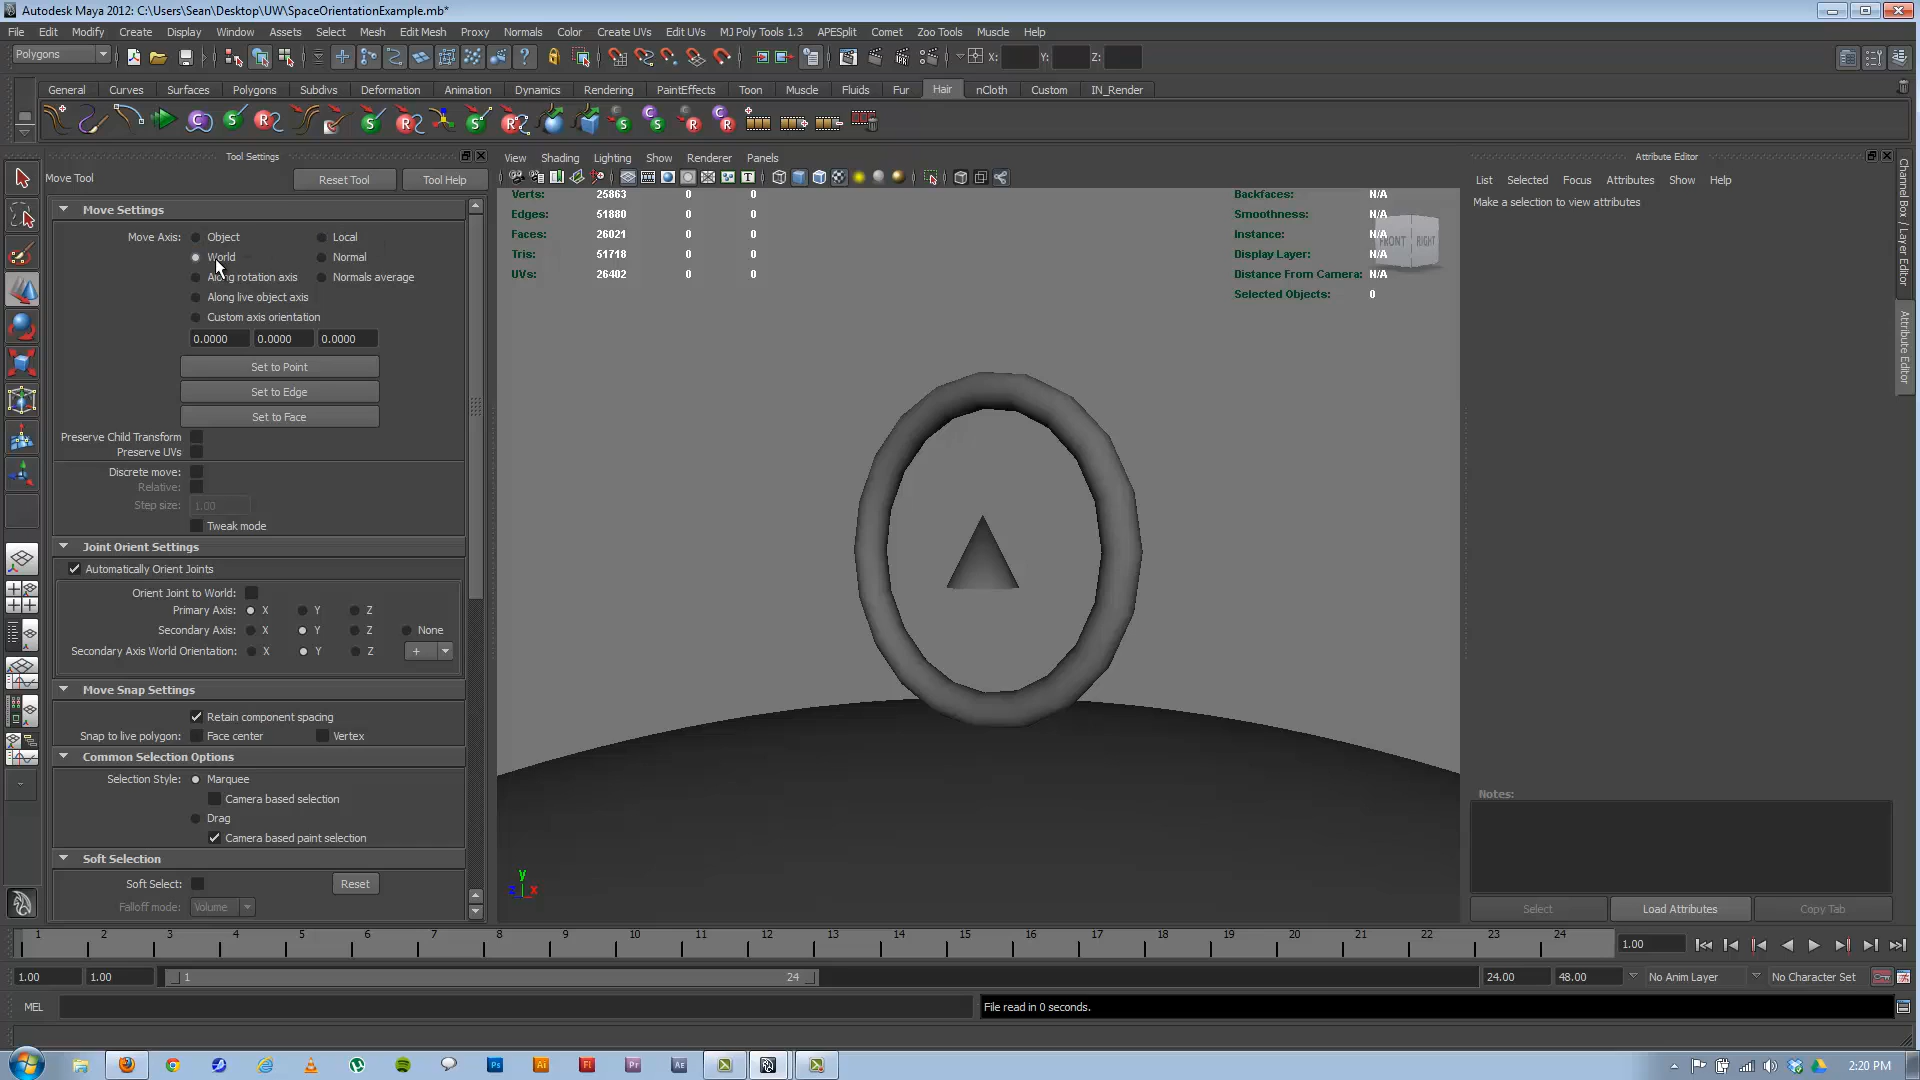 Autodesk Maya 2012: C:\Users\Sean\Desktop\UW\SpaceOrientationExample.mb*
File Edit Modify Create Display Window Assets Select Mesh Edit Mesh Proxy Normals Color Create UVs Edit UVs MJ Poly Tools 1.3 APESplit Comet Zoo Tools Muscle Help
Polygons X: Y: Z:
General Curves Surfaces Polygons Subdivs Deformation Animation Dynamics Rendering PaintEffects Toon Muscle Fluids Fur Hair nCloth Custom IN_Render
Tool Settings
Move Tool Reset Tool Tool Help
Move Settings
Move Axis: Object Local
World Normal
Along rotation axis Normals average
Along live object axis
Custom axis orientation
0.0000 0.0000 0.0000
Set to Point
Set to Edge
Set to Face
Preserve Child Transform
Preserve UVs
Discrete move:
Relative:
Step size: 1.00
Tweak mode
Joint Orient Settings
Automatically Orient Joints
Orient Joint to World:
Primary Axis: X Y Z
Secondary Axis: X Y Z None
Secondary Axis World Orientation: X Y Z +
Move Snap Settings
Retain component spacing
Snap to live polygon: Face center Vertex
Common Selection Options
Selection Style: Marquee
Camera based selection
Drag
Camera based paint selection
Soft Selection
Soft Select: Reset
Falloff mode: Volume
View Shading Lighting Show Renderer Panels
Verts: 25863 0 0
Edges: 51880 0 0
Faces: 26021 0 0
Tris: 51718 0 0
UVs: 26402 0 0
Backfaces: N/A
Smoothness: N/A
Instance: N/A
Display Layer: N/A
Distance From Camera: N/A
Selected Objects: 0
FRONT RIGHT
y
z x
Attribute Editor
List Selected Focus Attributes Show Help
Make a selection to view attributes
Notes:
Select Load Attributes Copy Tab
Channel Box / Layer Editor
Attribute Editor
1 2 3 4 5 6 7 8 9 10 11 12 13 14 15 16 17 18 19 20 21 22 23 24 1.00
1.00 1.00 1 24 24.00 48.00 No Anim Layer No Character Set
MEL File read in 0 seconds.
Ps Ai Fl Pr Ae 2:20 PM